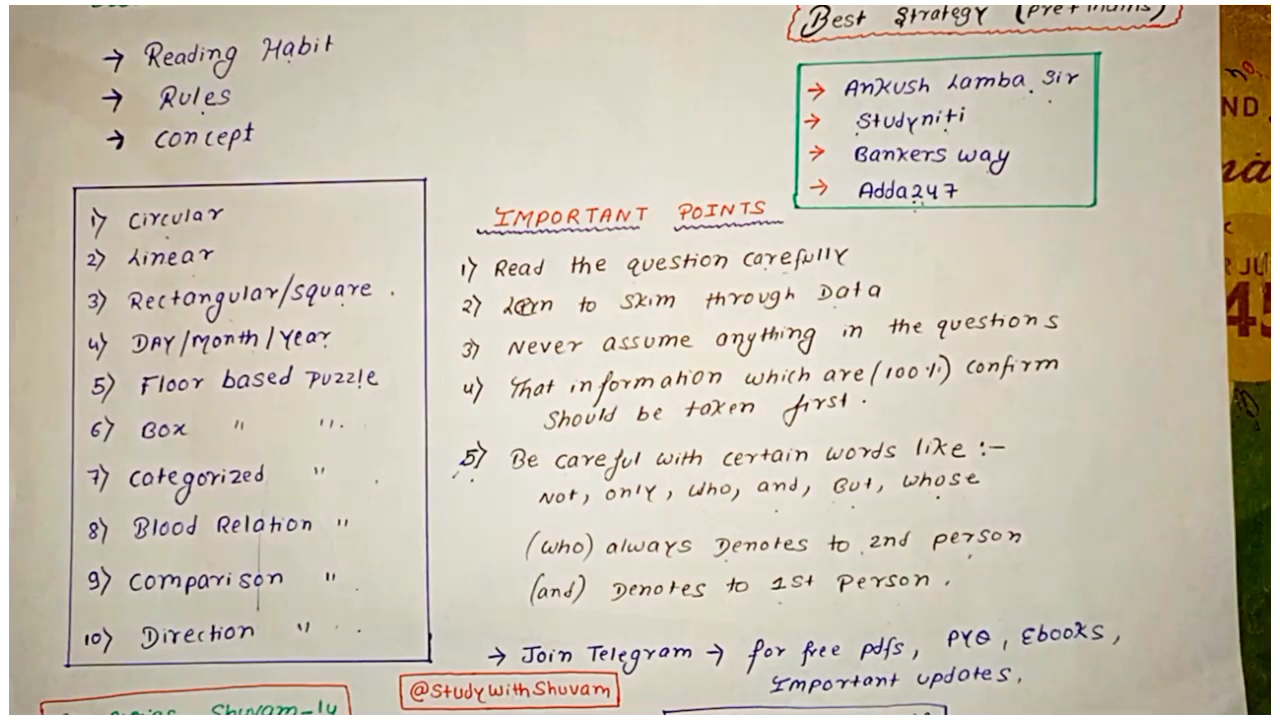 Best Strategy (pre+mains)
→ Reading Habit
→ Rules
→ concept
→ Ankush Lamba Sir
→ Studyniti
→ Bankers way
→ Adda247
1) Circular
2) Linear
3) Rectangular/square
4) DAY/month/Year
5) Floor based puzzle
6) Box " "
7) categorized "
8) Blood Relation "
9) comparison "
10) Direction "
IMPORTANT POINTS
1) Read the question carefully
2) Learn to skim through Data
3) Never assume anything in the questions
4) That information which are (100%) confirm
should be taken first.
5) Be careful with certain words like :-
Not, only, who, and, But, whose
(who) always Denotes to 2nd person
(and) Denotes to 1st person.
→ Join Telegram → for free pdfs, PYQ, Ebooks,
Important updates.
@StudywithShuvam
Shuvam_14
ND
45